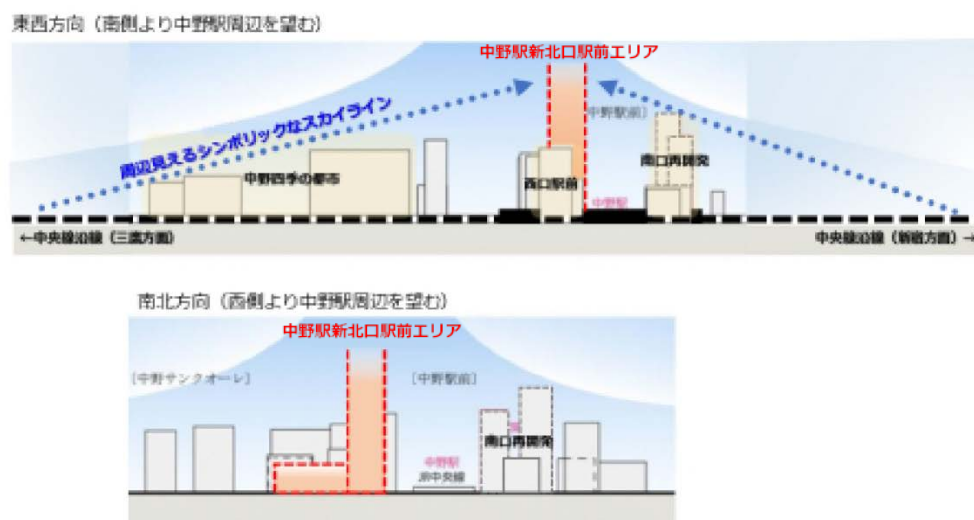 東西方向（南側より中野駅周辺を望む）
中野駅新北口駅前エリア
周辺見えるシンボリックなスカイライン
中野駅前］
中野四季の都市
西口駅前
南口再開発
中野駅
←中央線沿線（三鷹方面）
中央線沿線（新宿方面）→
南北方向（西側より中野駅周辺を望む）
中野駅新北口駅前エリア
［中野サンクオーレ］
［中野駅前］
南口再開発
中野駅
JR中央線